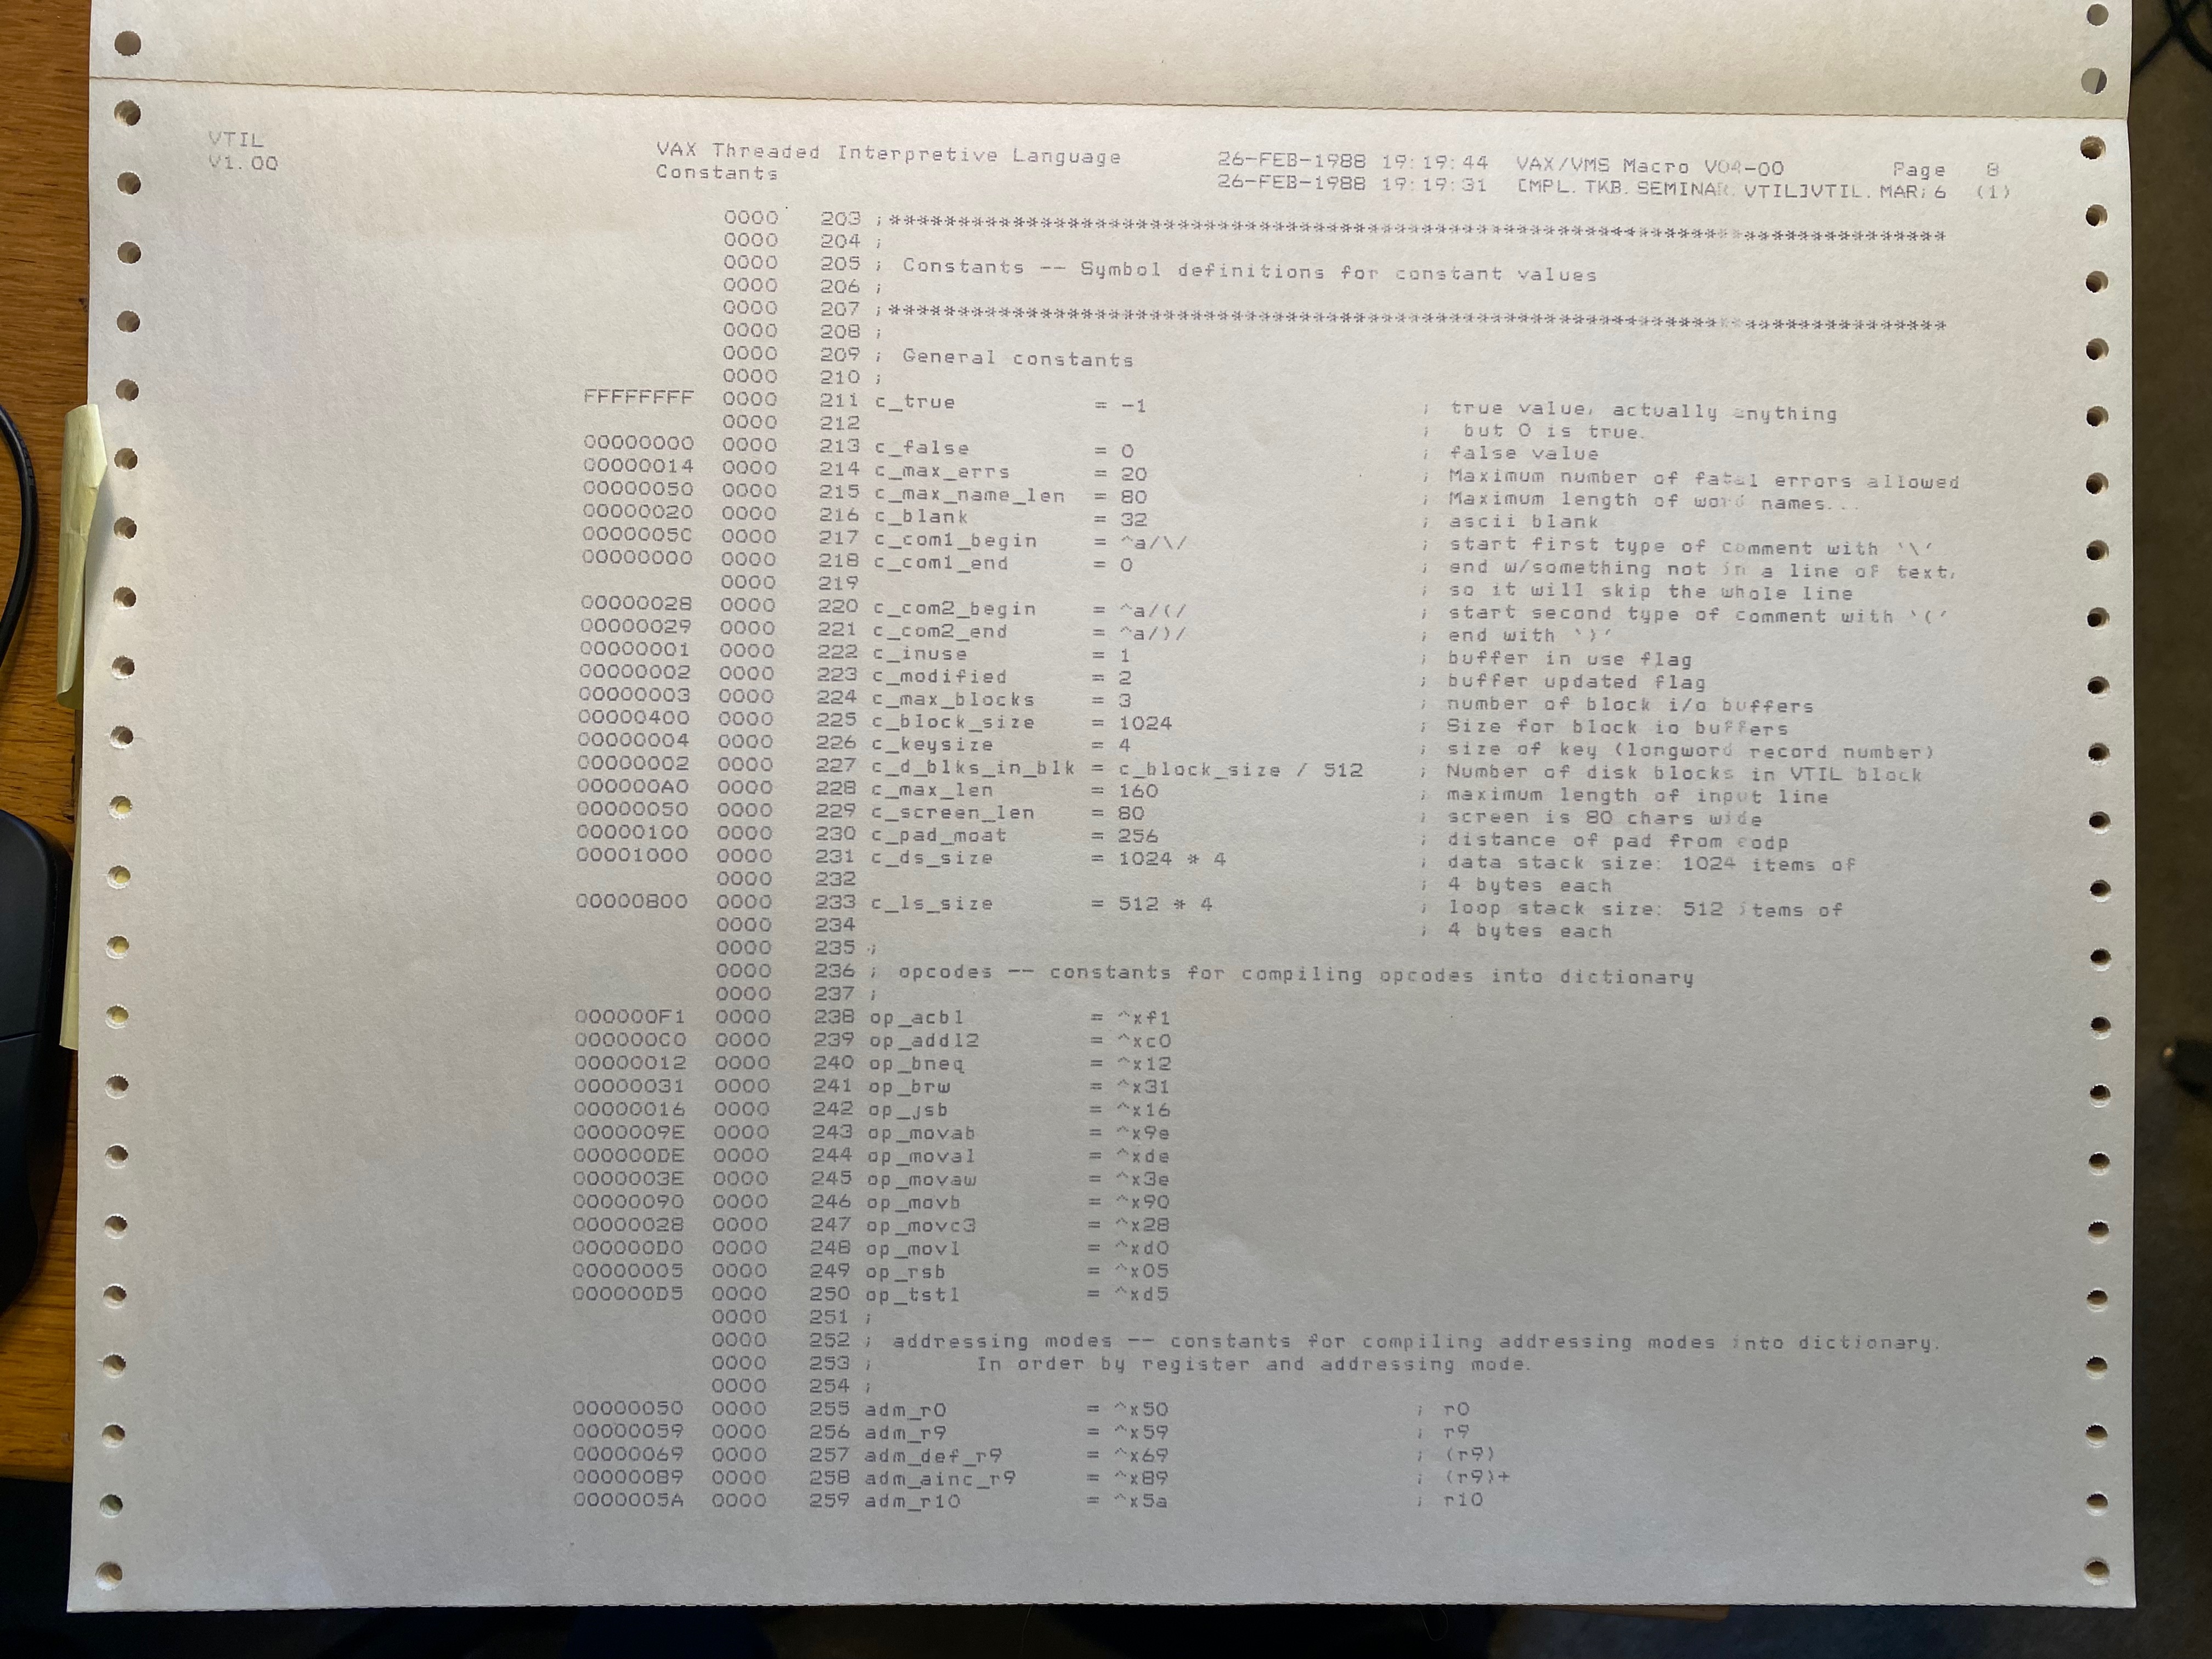 VTIL                    VAX Threaded Interpretive Language    26-FEB-1988 19:19:44  VAX/VMS Macro V04-00    Page   8
V1.00                   Constants                             26-FEB-1988 19:19:31  [MPL.TKB.SEMINAR.VTIL]VTIL.MAR;6  (1)
0000 203 ;*******************************************************************************
0000 204 ;
0000 205 ; Constants -- Symbol definitions for constant values
0000 206 ;
0000 207 ;*******************************************************************************
0000 208 ;
0000 209 ; General constants
0000 210 ;
FFFFFFFF 0000 211 c_true = -1 ; true value, actually anything
0000 212 ; but 0 is true.
00000000 0000 213 c_false = 0 ; false value
00000014 0000 214 c_max_errs = 20 ; Maximum number of fatal errors allowed
00000050 0000 215 c_max_name_len = 80 ; Maximum length of word names...
00000020 0000 216 c_blank = 32 ; ascii blank
0000005C 0000 217 c_com1_begin = ^a/\/ ; start first type of comment with `\'
00000000 0000 218 c_com1_end = 0 ; end w/something not in a line of text,
0000 219 ; so it will skip the whole line
00000028 0000 220 c_com2_begin = ^a/(/ ; start second type of comment with `('
00000029 0000 221 c_com2_end = ^a/)/ ; end with `)'
00000001 0000 222 c_inuse = 1 ; buffer in use flag
00000002 0000 223 c_modified = 2 ; buffer updated flag
00000003 0000 224 c_max_blocks = 3 ; number of block i/o buffers
00000400 0000 225 c_block_size = 1024 ; Size for block io buffers
00000004 0000 226 c_keysize = 4 ; size of key (longword record number)
00000002 0000 227 c_d_blks_in_blk = c_block_size / 512 ; Number of disk blocks in VTIL block
000000A0 0000 228 c_max_len = 160 ; maximum length of input line
00000050 0000 229 c_screen_len = 80 ; screen is 80 chars wide
00000100 0000 230 c_pad_moat = 256 ; distance of pad from eodp
00001000 0000 231 c_ds_size = 1024 * 4 ; data stack size: 1024 items of
0000 232 ; 4 bytes each
00000800 0000 233 c_ls_size = 512 * 4 ; loop stack size: 512 items of
0000 234 ; 4 bytes each
0000 235 ;
0000 236 ; opcodes -- constants for compiling opcodes into dictionary
0000 237 ;
000000F1 0000 238 op_acbl = ^xf1
000000C0 0000 239 op_addl2 = ^xc0
00000012 0000 240 op_bneq = ^x12
00000031 0000 241 op_brw = ^x31
00000016 0000 242 op_jsb = ^x16
0000009E 0000 243 op_movab = ^x9e
000000DE 0000 244 op_moval = ^xde
0000003E 0000 245 op_movaw = ^x3e
00000090 0000 246 op_movb = ^x90
00000028 0000 247 op_movc3 = ^x28
000000D0 0000 248 op_movl = ^xd0
00000005 0000 249 op_rsb = ^x05
000000D5 0000 250 op_tstl = ^xd5
0000 251 ;
0000 252 ; addressing modes -- constants for compiling addressing modes into dictionary.
0000 253 ; In order by register and addressing mode.
0000 254 ;
00000050 0000 255 adm_r0 = ^x50 ; r0
00000059 0000 256 adm_r9 = ^x59 ; r9
00000069 0000 257 adm_def_r9 = ^x69 ; (r9)
00000089 0000 258 adm_ainc_r9 = ^x89 ; (r9)+
0000005A 0000 259 adm_r10 = ^x5a ; r10